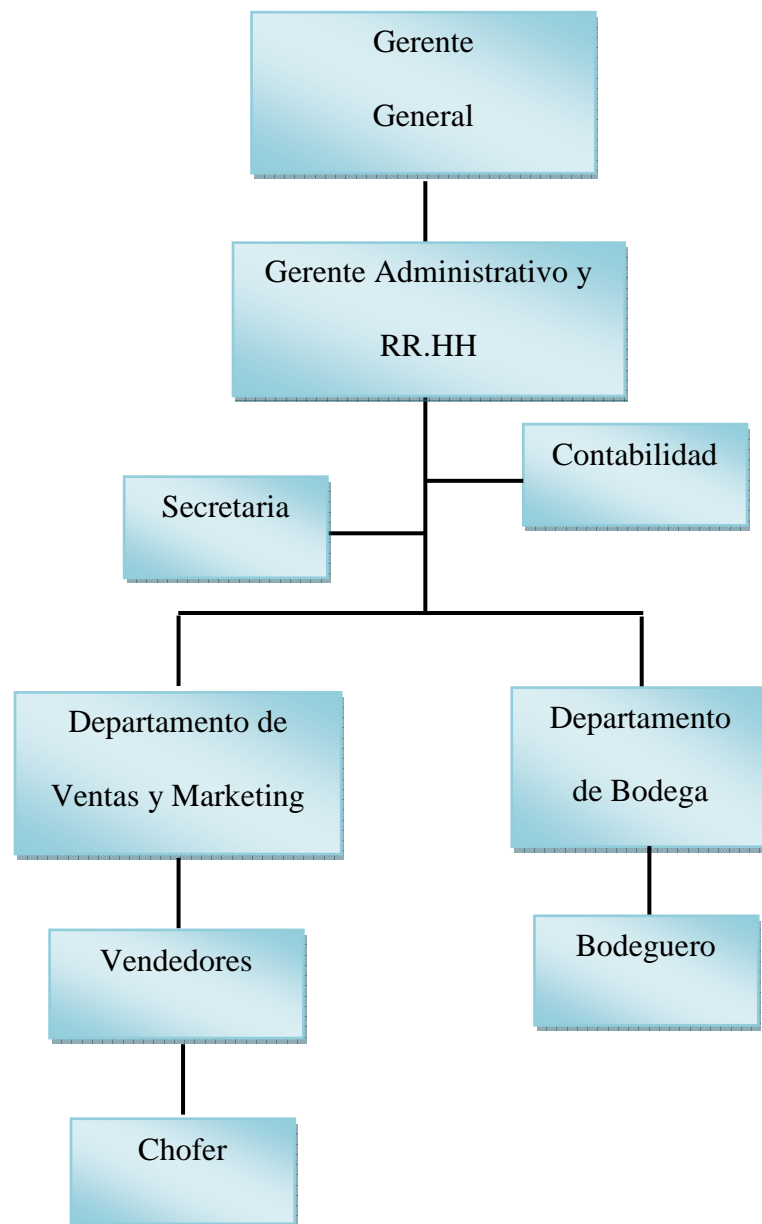 Gerente
General
Gerente Administrativo y
RR.HH
Contabilidad
Secretaria
Departamento de
Ventas y Marketing
Departamento
de Bodega
Vendedores
Bodeguero
Chofer